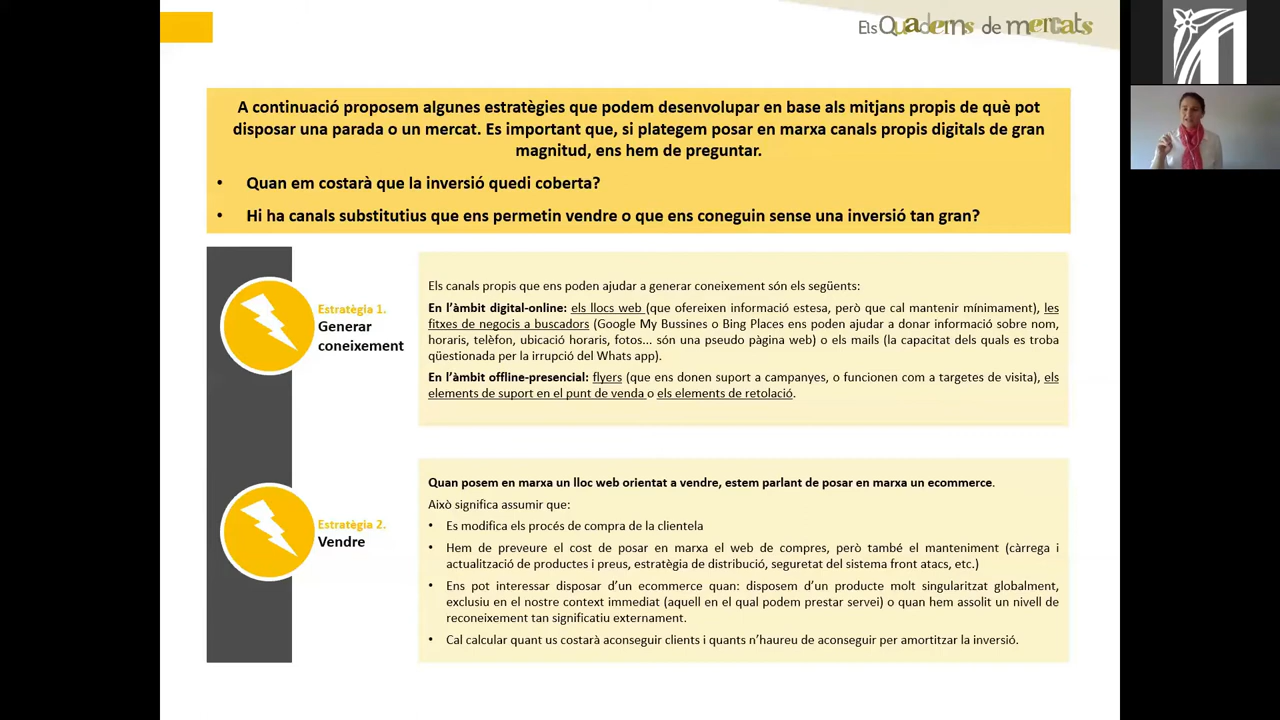 Els Quaderns de mercats
A continuació proposem algunes estratègies que podem desenvolupar en base als mitjans propis de què pot
disposar una parada o un mercat. Es important que, si plategem posar en marxa canals propis digitals de gran
magnitud, ens hem de preguntar.
• Quan em costarà que la inversió quedi coberta?
• Hi ha canals substitutius que ens permetin vendre o que ens coneguin sense una inversió tan gran?
Estratègia 1.
Generar
coneixement
Els canals propis que ens poden ajudar a generar coneixement són els següents:
En l’àmbit digital-online: els llocs web (que ofereixen informació estesa, però que cal mantenir mínimament), les
fitxes de negocis a buscadors (Google My Bussines o Bing Places ens poden ajudar a donar informació sobre nom,
horaris, telèfon, ubicació horaris, fotos... són una pseudo pàgina web) o els mails (la capacitat dels quals es troba
qüestionada per la irrupció del Whats app).
En l’àmbit offline-presencial: flyers (que ens donen suport a campanyes, o funcionen com a targetes de visita), els
elements de suport en el punt de venda o els elements de retolació.
Estratègia 2.
Vendre
Quan posem en marxa un lloc web orientat a vendre, estem parlant de posar en marxa un ecommerce.
Això significa assumir que:
• Es modifica els procés de compra de la clientela
• Hem de preveure el cost de posar en marxa el web de compres, però també el manteniment (càrrega i
actualització de productes i preus, estratègia de distribució, seguretat del sistema front atacs, etc.)
• Ens pot interessar disposar d’un ecommerce quan: disposem d’un producte molt singularitzat globalment,
exclusiu en el nostre context immediat (aquell en el qual podem prestar servei) o quan hem assolit un nivell de
reconeixement tan significatiu externament.
• Cal calcular quant us costarà aconseguir clients i quants n’haureu de aconseguir per amortitzar la inversió.